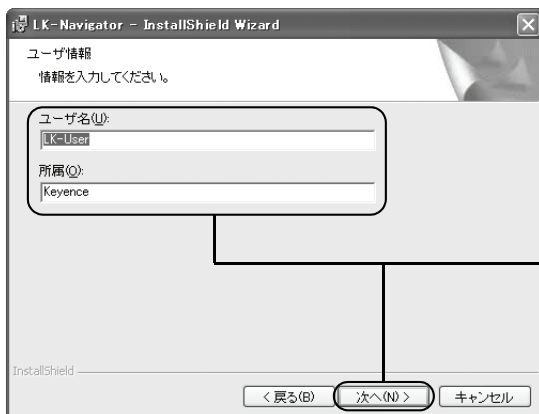 LK-Navigator - InstallShield Wizard
ユーザ情報
情報を入力してください。
ユーザ名(U):
LK-User
所属(O):
Keyence
InstallShield
< 戻る(B) 次へ(N) > キャンセル